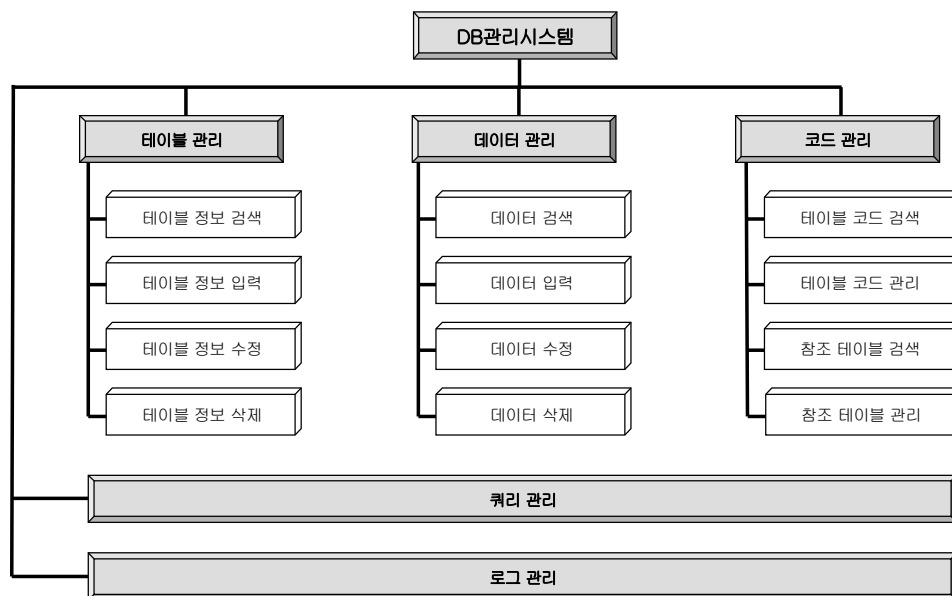 DB관리시스템
테이블 관리
데이터 관리
코드 관리
테이블 정보 검색
데이터 검색
테이블 코드 검색
테이블 정보 입력
데이터 입력
테이블 코드 관리
테이블 정보 수정
데이터 수정
참조 테이블 검색
테이블 정보 삭제
데이터 삭제
참조 테이블 관리
쿼리 관리
로그 관리